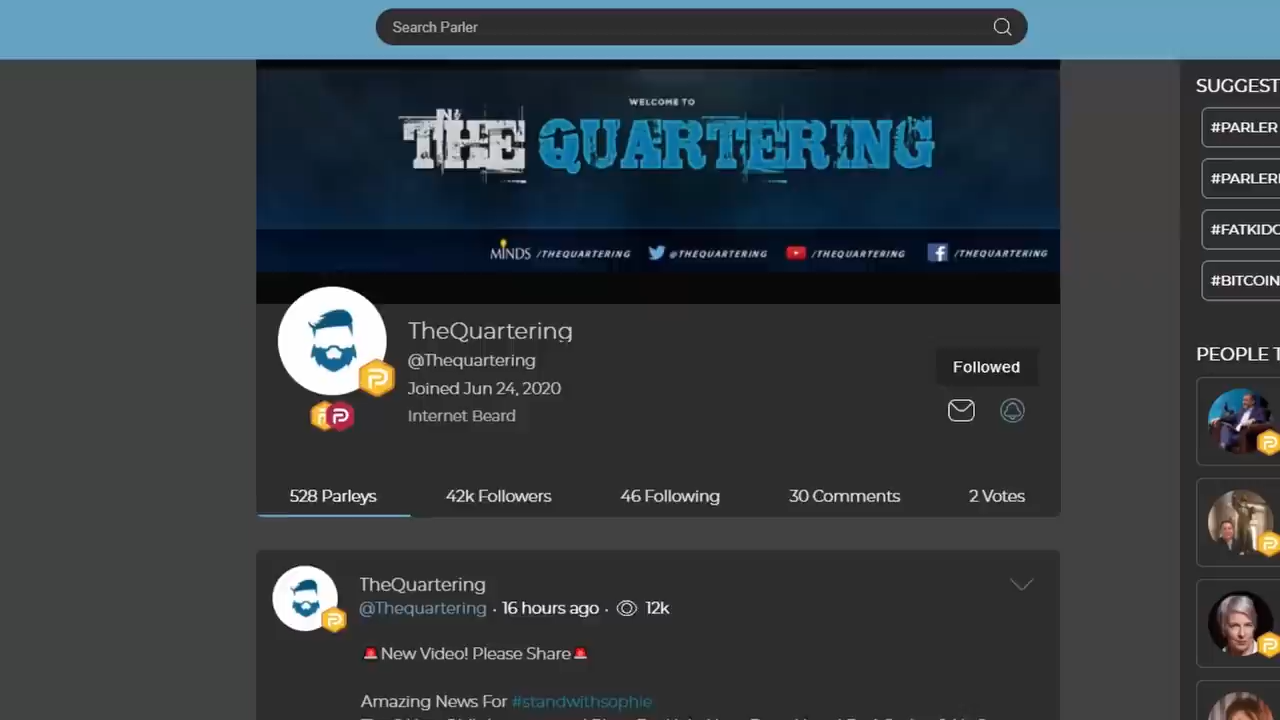 Search Parler
WELCOME TO
THE QUARTERING
MINDS /THEQUARTERING @THEQUARTERING /THEQUARTERING /THEQUARTERING
TheQuartering
@Thequartering
Joined Jun 24, 2020
Internet Beard
Followed
528 Parleys 42k Followers 46 Following 30 Comments 2 Votes
TheQuartering
@Thequartering · 16 hours ago · 12k
🚨New Video! Please Share🚨
Amazing News For #standwithsophie
SUGGEST
#PARLER
#PARLER
#FATKIDO
#BITCOIN
PEOPLE T